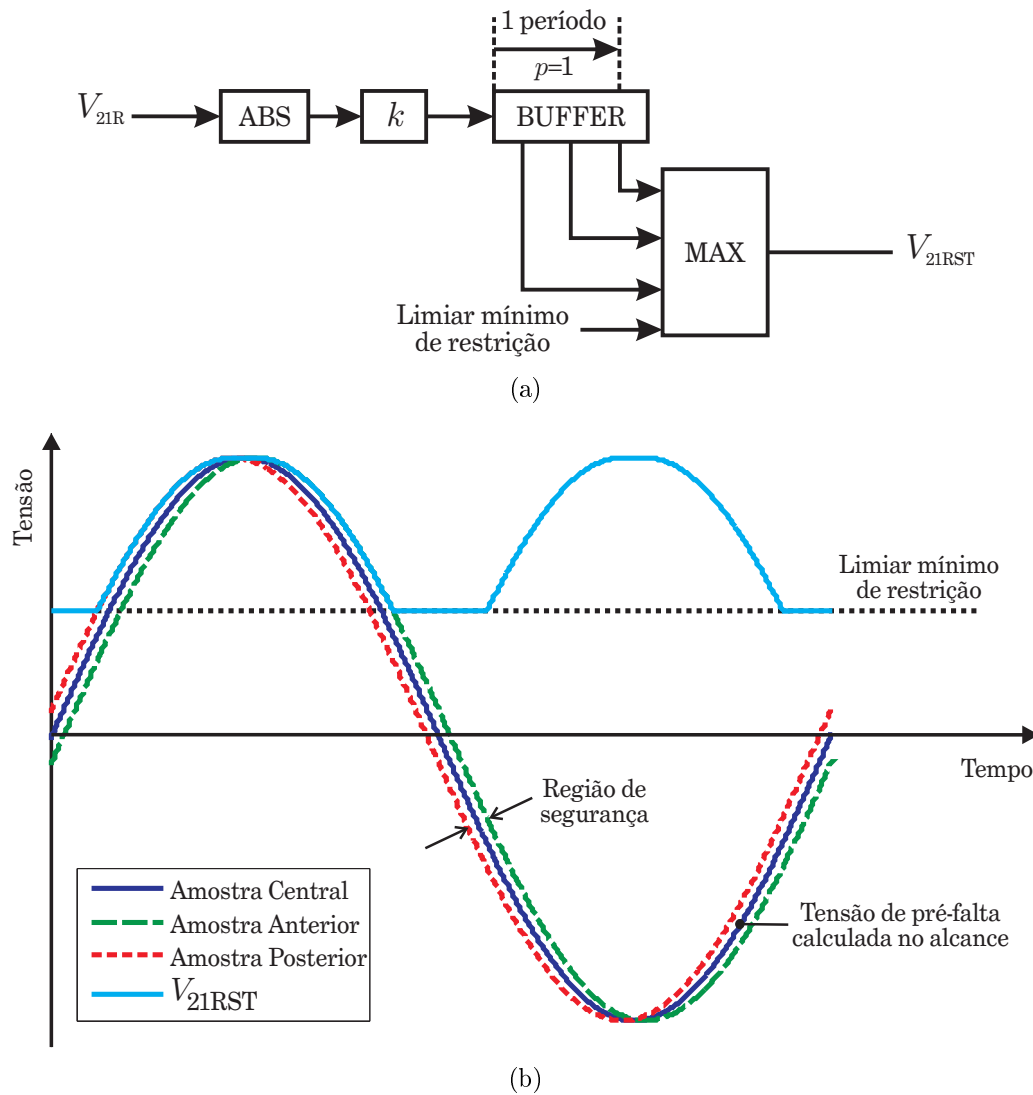 1 período
p=1
V21R
ABS
k
BUFFER
MAX
V21RST
Limiar mínimo
de restrição
(a)
Tensão
Limiar mínimo
de restrição
Tempo
Região de
segurança
Amostra Central
Amostra Anterior
Amostra Posterior
V21RST
Tensão de pré-falta
calculada no alcance
(b)